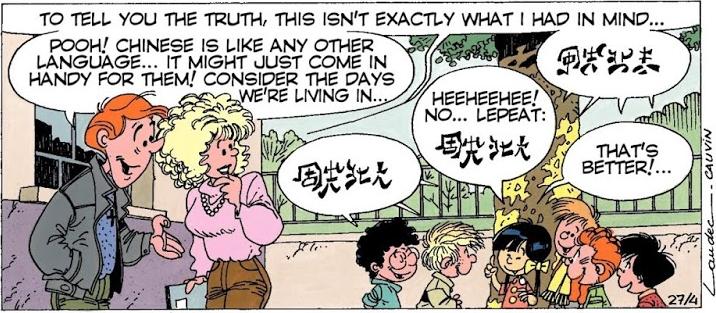 TO TELL YOU THE TRUTH, THIS ISN'T EXACTLY WHAT I HAD IN MIND...
POOH! CHINESE IS LIKE ANY OTHER
LANGUAGE... IT MIGHT JUST COME IN
HANDY FOR THEM! CONSIDER THE DAYS
WE'RE LIVING IN...
HEEHEEHEE!
NO... LEPEAT:
THAT'S
BETTER!...
Laudec - CAUVIN
27/4